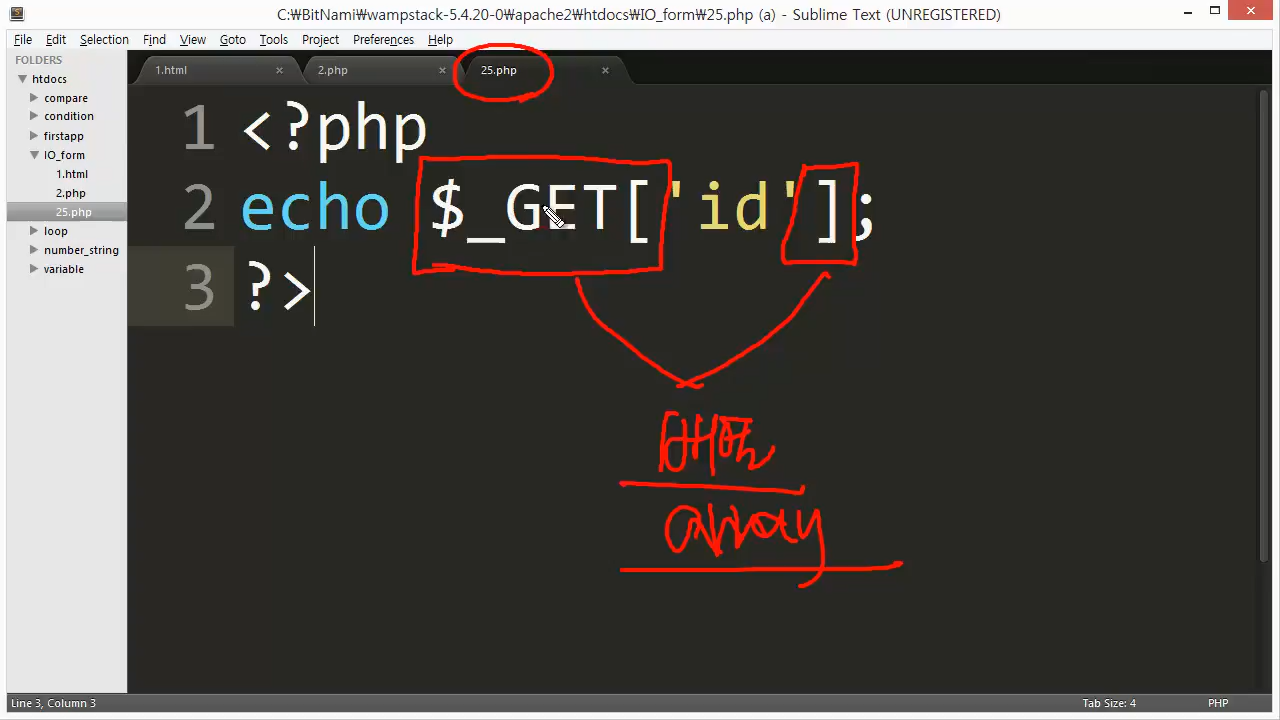 C:₩BitNami₩wampstack-5.4.20-0₩apache2₩htdocs₩IO_form₩25.php (a) - Sublime Text (UNREGISTERED)
File Edit Selection Find View Goto Tools Project Preferences Help
FOLDERS
htdocs
compare
condition
firstapp
IO_form
1.html
2.php
25.php
loop
number_string
variable
1.html × 2.php × 25.php ×
1 <?php
2 echo $_GET['id'];
3 ?>
배열
array
Line 3, Column 3 Tab Size: 4 PHP